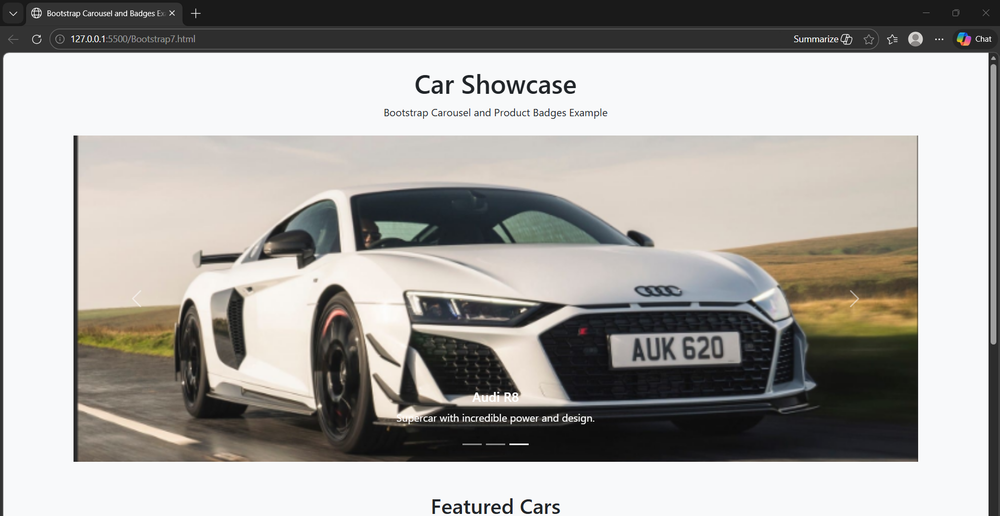 Bootstrap Carousel and Badges Ex
127.0.0.1:5500/Bootstrap7.html
Summarize
Chat
Car Showcase
Bootstrap Carousel and Product Badges Example
AUK 620
Audi R8
Supercar with incredible power and design.
Featured Cars